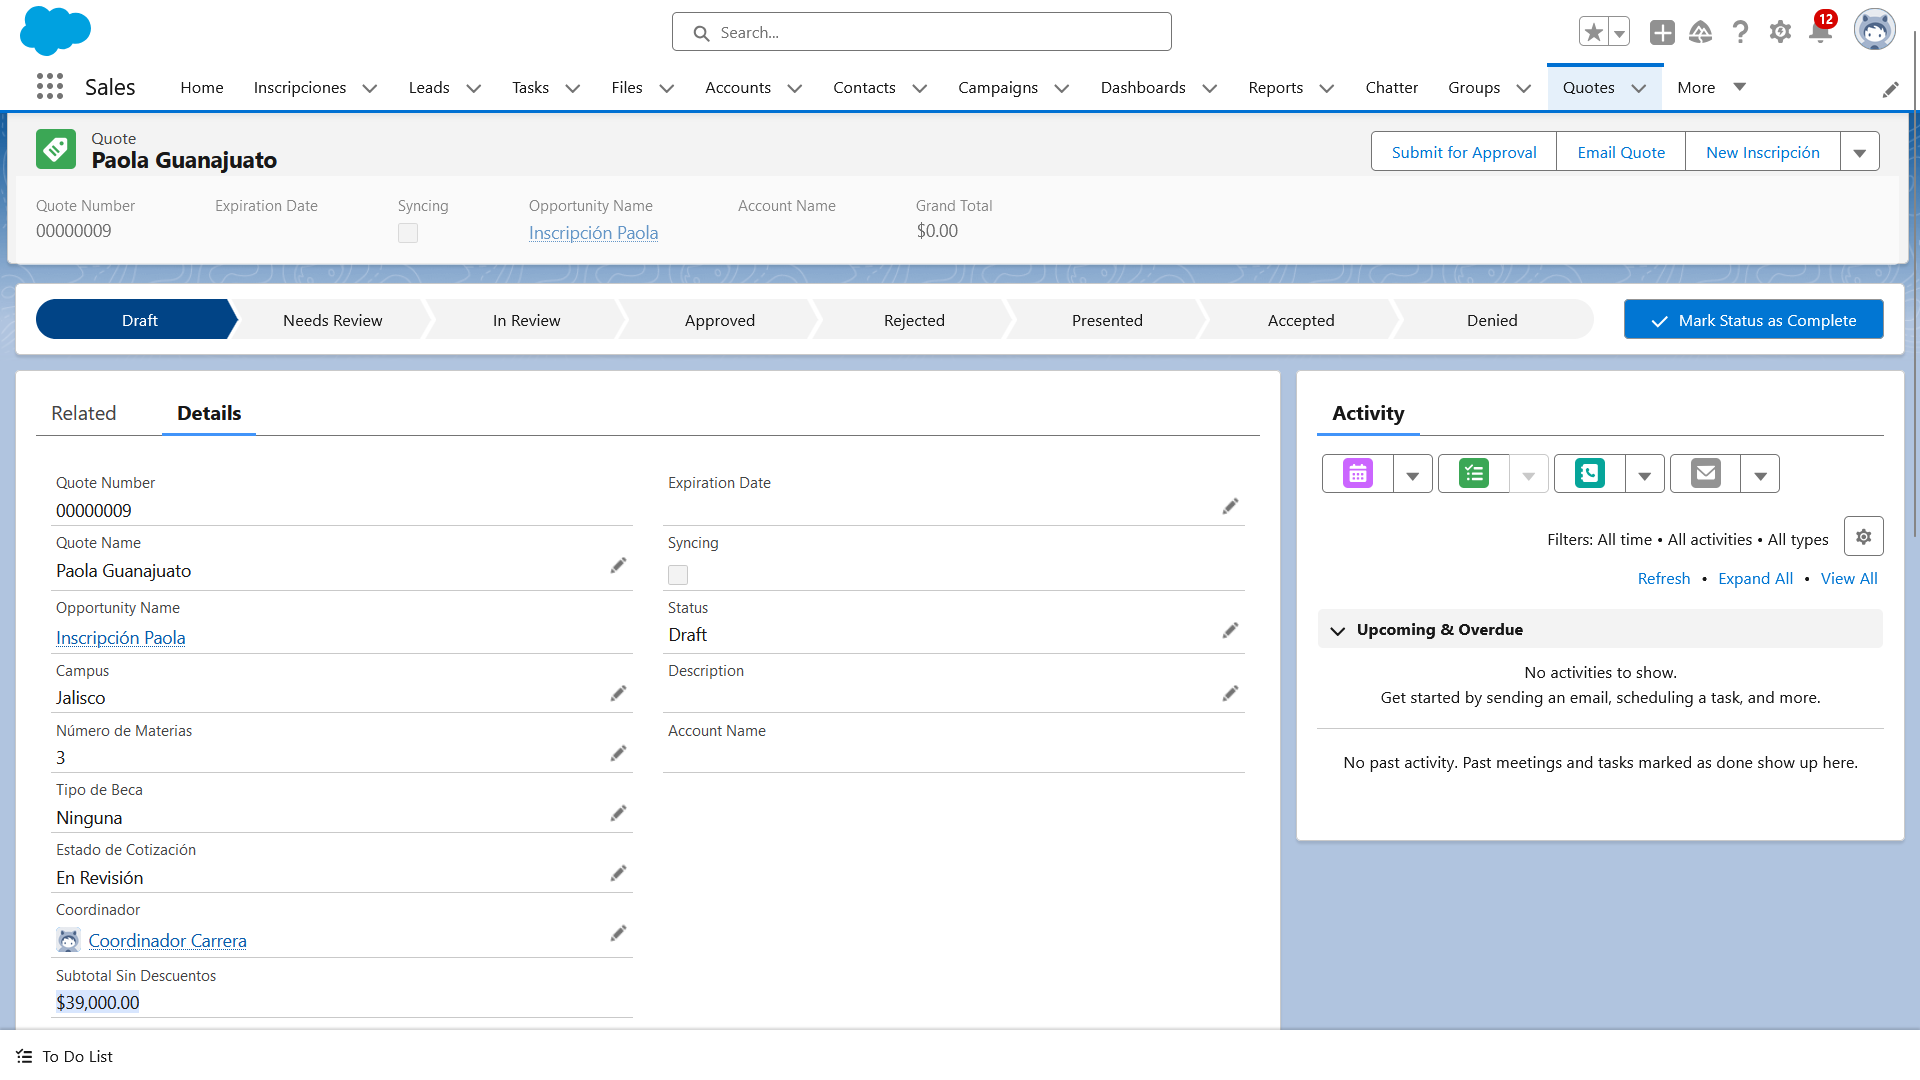 Search...
12
Sales
Home
Inscripciones
Leads
Tasks
Files
Accounts
Contacts
Campaigns
Dashboards
Reports
Chatter
Groups
Quotes
More
Quote
Paola Guanajuato
Submit for Approval
Email Quote
New Inscripción
Quote Number
00000009
Expiration Date
Syncing
Opportunity Name
Inscripción Paola
Account Name
Grand Total
$0.00
Draft
Needs Review
In Review
Approved
Rejected
Presented
Accepted
Denied
Mark Status as Complete
Related
Details
Quote Number
00000009
Expiration Date
Quote Name
Paola Guanajuato
Syncing
Opportunity Name
Inscripción Paola
Status
Draft
Campus
Jalisco
Description
Número de Materias
3
Account Name
Tipo de Beca
Ninguna
Estado de Cotización
En Revisión
Coordinador
Coordinador Carrera
Subtotal Sin Descuentos
$39,000.00
Activity
Filters: All time • All activities • All types
Refresh • Expand All • View All
Upcoming & Overdue
No activities to show.
Get started by sending an email, scheduling a task, and more.
No past activity. Past meetings and tasks marked as done show up here.
To Do List